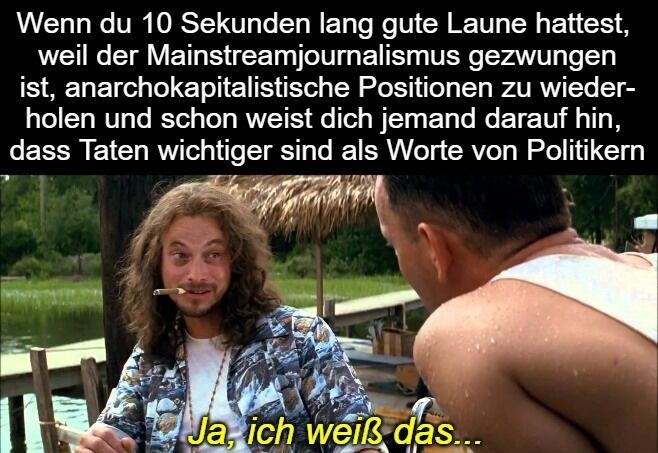 Wenn du 10 Sekunden lang gute Laune hattest,
weil der Mainstreamjournalismus gezwungen
ist, anarchokapitalistische Positionen zu wieder-
holen und schon weist dich jemand darauf hin,
dass Taten wichtiger sind als Worte von Politikern
Ja, ich weiß das...